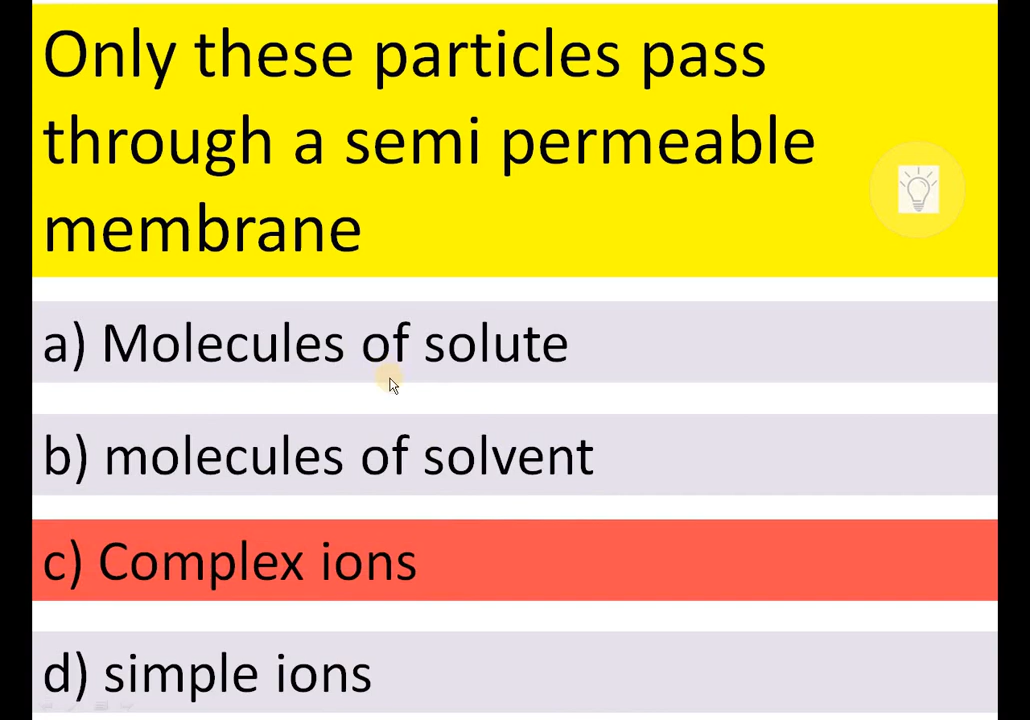 Only these particles pass
through a semi permeable
membrane
a) Molecules of solute
b) molecules of solvent
c) Complex ions
d) simple ions